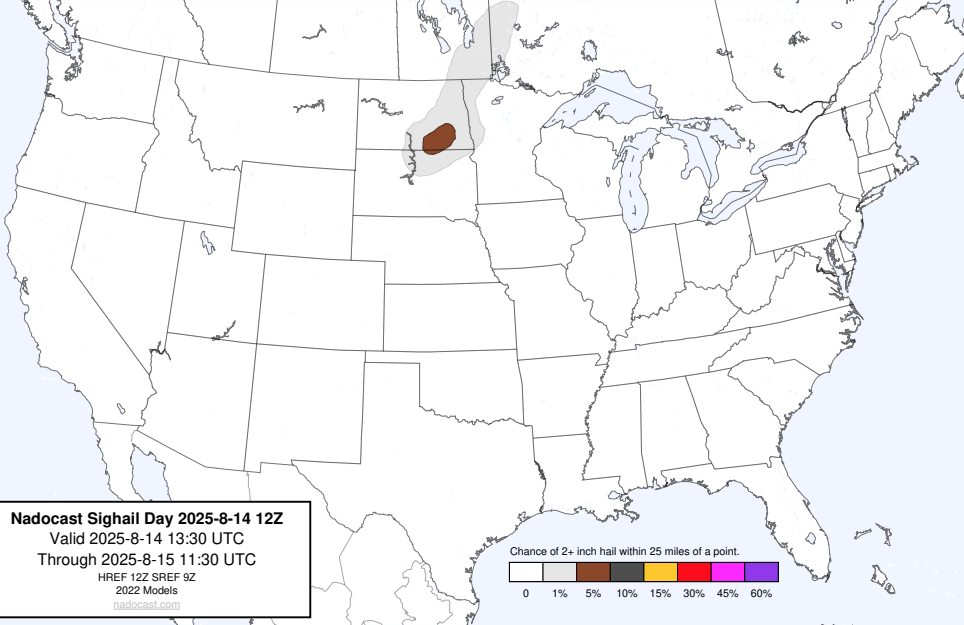 Nadocast Sighail Day 2025-8-14 12Z
Valid 2025-8-14 13:30 UTC
Through 2025-8-15 11:30 UTC
HREF 12Z SREF 9Z
2022 Models
nadocast.com
Chance of 2+ inch hail within 25 miles of a point.
0 1% 5% 10% 15% 30% 45% 60%